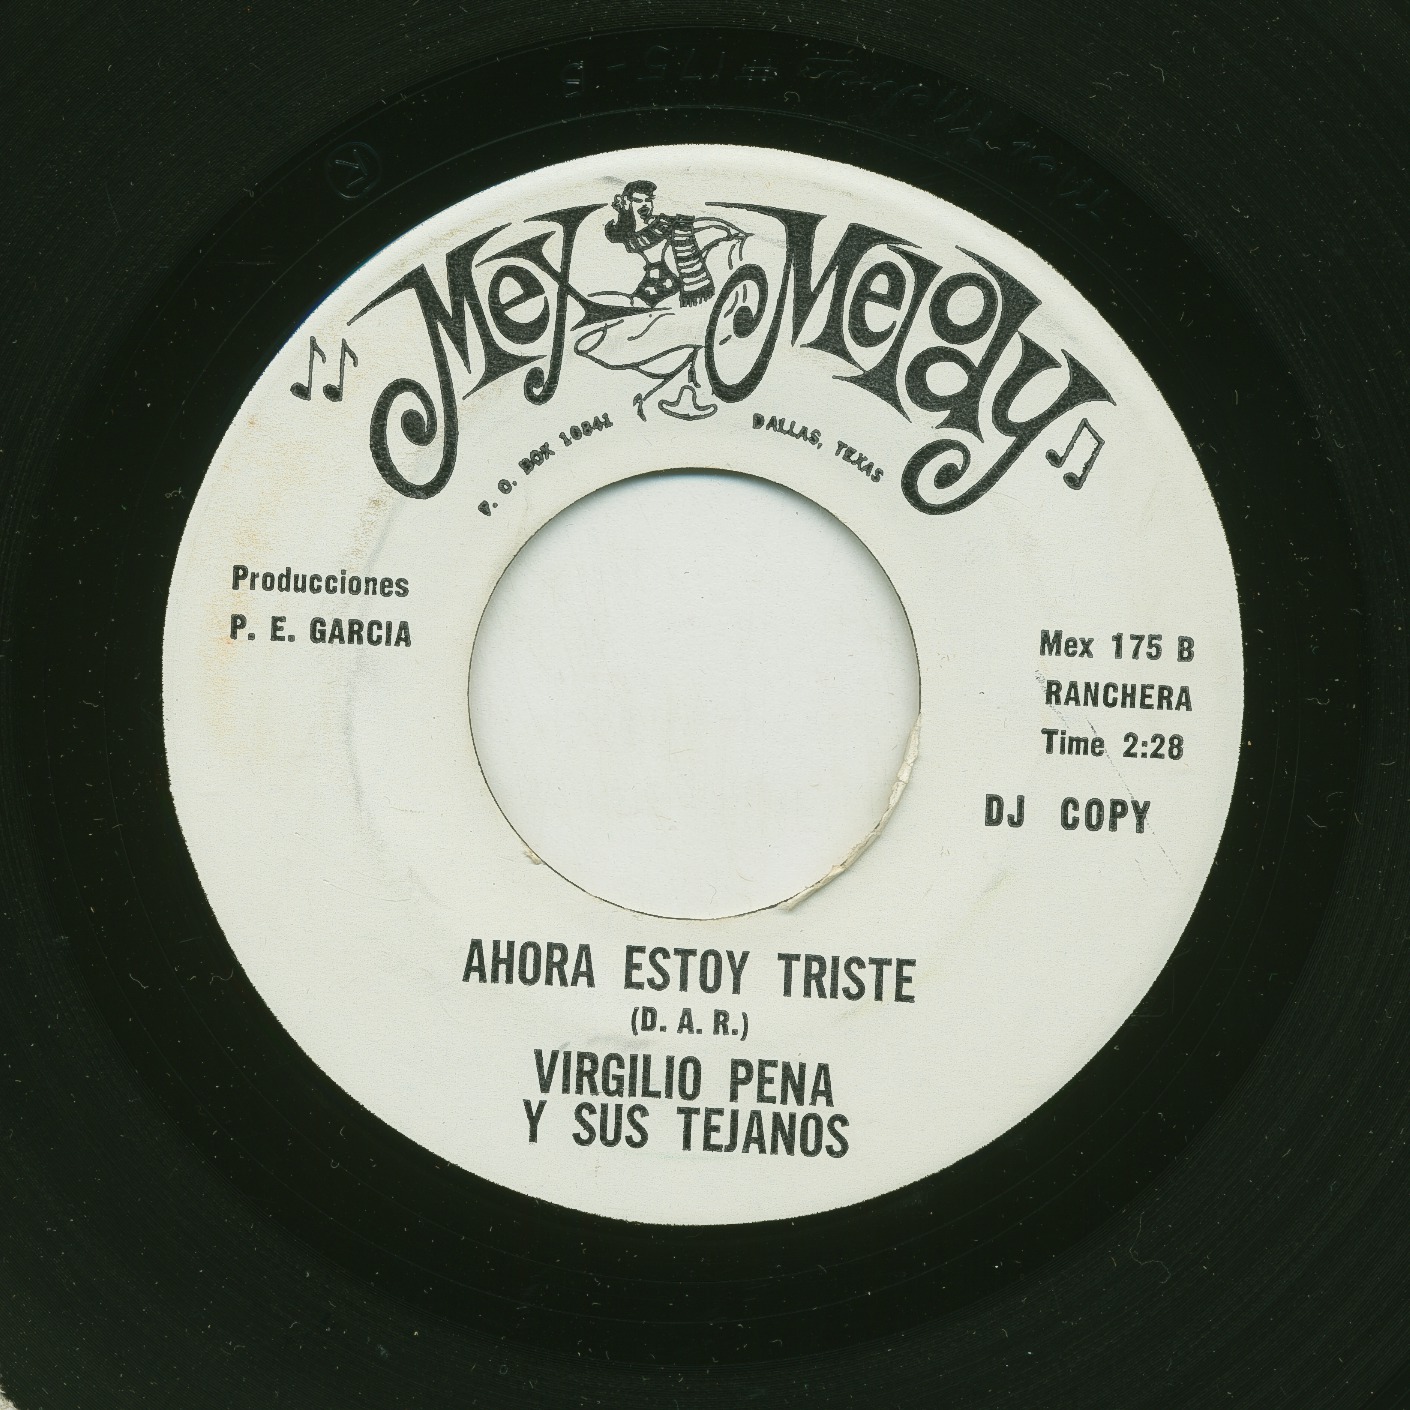 Mex Melody
P. O. BOX 10841 DALLAS, TEXAS
Producciones
P. E. GARCIA
Mex 175 B
RANCHERA
Time 2:28
DJ COPY
AHORA ESTOY TRISTE
(D. A. R.)
VIRGILIO PENA
Y SUS TEJANOS